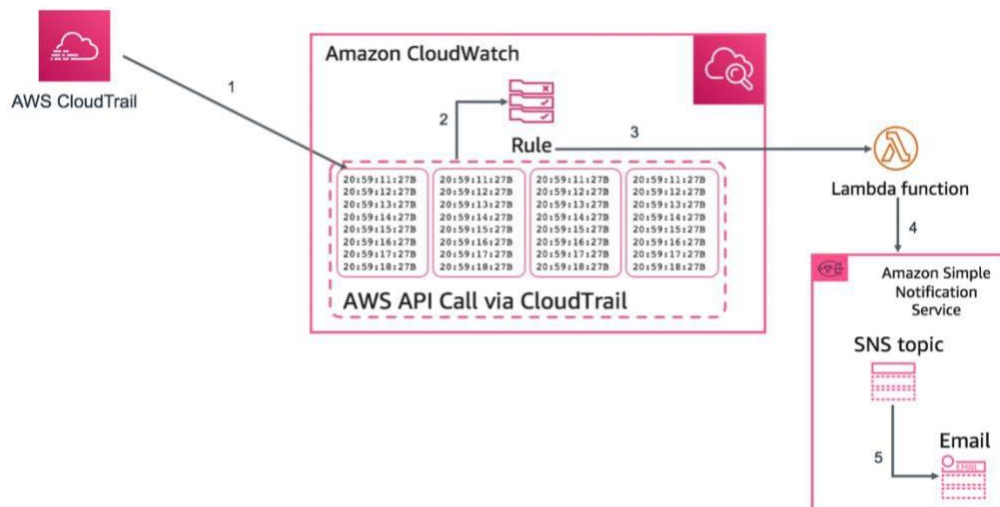 AWS CloudTrail
1
Amazon CloudWatch
2
Rule
3
20:59:11:27B 20:59:11:27B 20:59:11:27B 20:59:11:27B
20:59:12:27B 20:59:12:27B 20:59:12:27B 20:59:12:27B
20:59:13:27B 20:59:13:27B 20:59:13:27B 20:59:13:27B
20:59:14:27B 20:59:14:27B 20:59:14:27B 20:59:14:27B
20:59:15:27B 20:59:15:27B 20:59:15:27B 20:59:15:27B
20:59:16:27B 20:59:16:27B 20:59:16:27B 20:59:16:27B
20:59:17:27B 20:59:17:27B 20:59:17:27B 20:59:17:27B
20:59:18:27B 20:59:18:27B 20:59:18:27B 20:59:18:27B
AWS API Call via CloudTrail
Lambda function
4
Amazon Simple
Notification
Service
SNS topic
5
Email
EMAIL